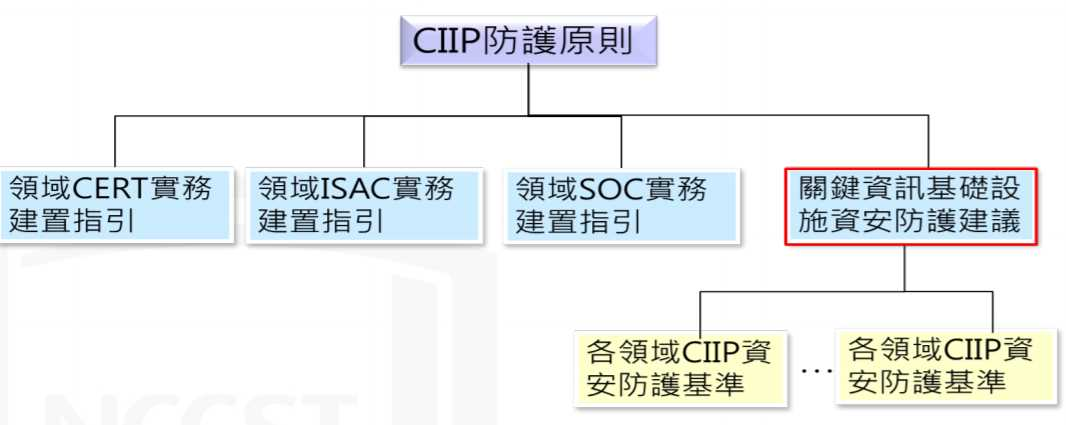 CIIP防護原則
領域CERT實務
建置指引
領域ISAC實務
建置指引
領域SOC實務
建置指引
關鍵資訊基礎設
施資安防護建議
各領域CIIP資
安防護基準
…
各領域CIIP資
安防護基準
NCCST